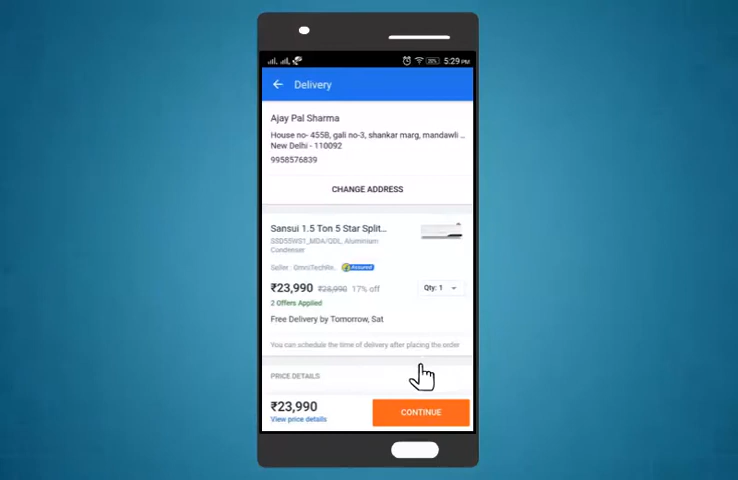 5:29 PM
Delivery
Ajay Pal Sharma
House no- 455B, gali no-3, shankar marg, mandawli ...
New Delhi - 110092
9958576839
CHANGE ADDRESS
Sansui 1.5 Ton 5 Star Split...
SSD55WS1_MDA/QDL, Aluminium
Condenser
Seller : OmniTechRe..
Assured
₹23,990 ₹28,990 17% off
Qty: 1
2 Offers Applied
Free Delivery by Tomorrow, Sat
You can schedule the time of delivery after placing the order
PRICE DETAILS
₹23,990
View price details
CONTINUE